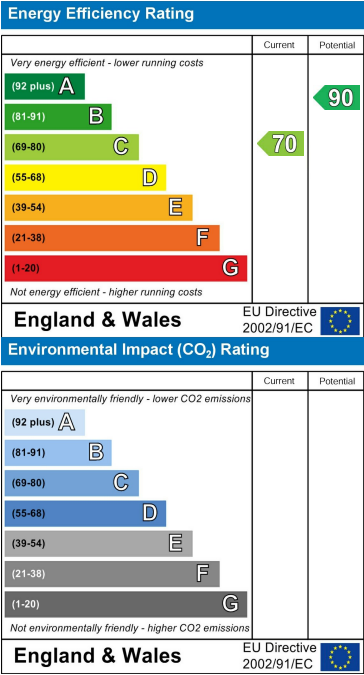 Energy Efficiency Rating
Current Potential
Very energy efficient - lower running costs
(92 plus) A
(81-91) B
(69-80) C
(55-68) D
(39-54) E
(21-38) F
(1-20) G
70
90
Not energy efficient - higher running costs
England & Wales
EU Directive
2002/91/EC
Environmental Impact (CO₂) Rating
Current Potential
Very environmentally friendly - lower CO2 emissions
(92 plus) A
(81-91) B
(69-80) C
(55-68) D
(39-54) E
(21-38) F
(1-20) G
Not environmentally friendly - higher CO2 emissions
England & Wales
EU Directive
2002/91/EC